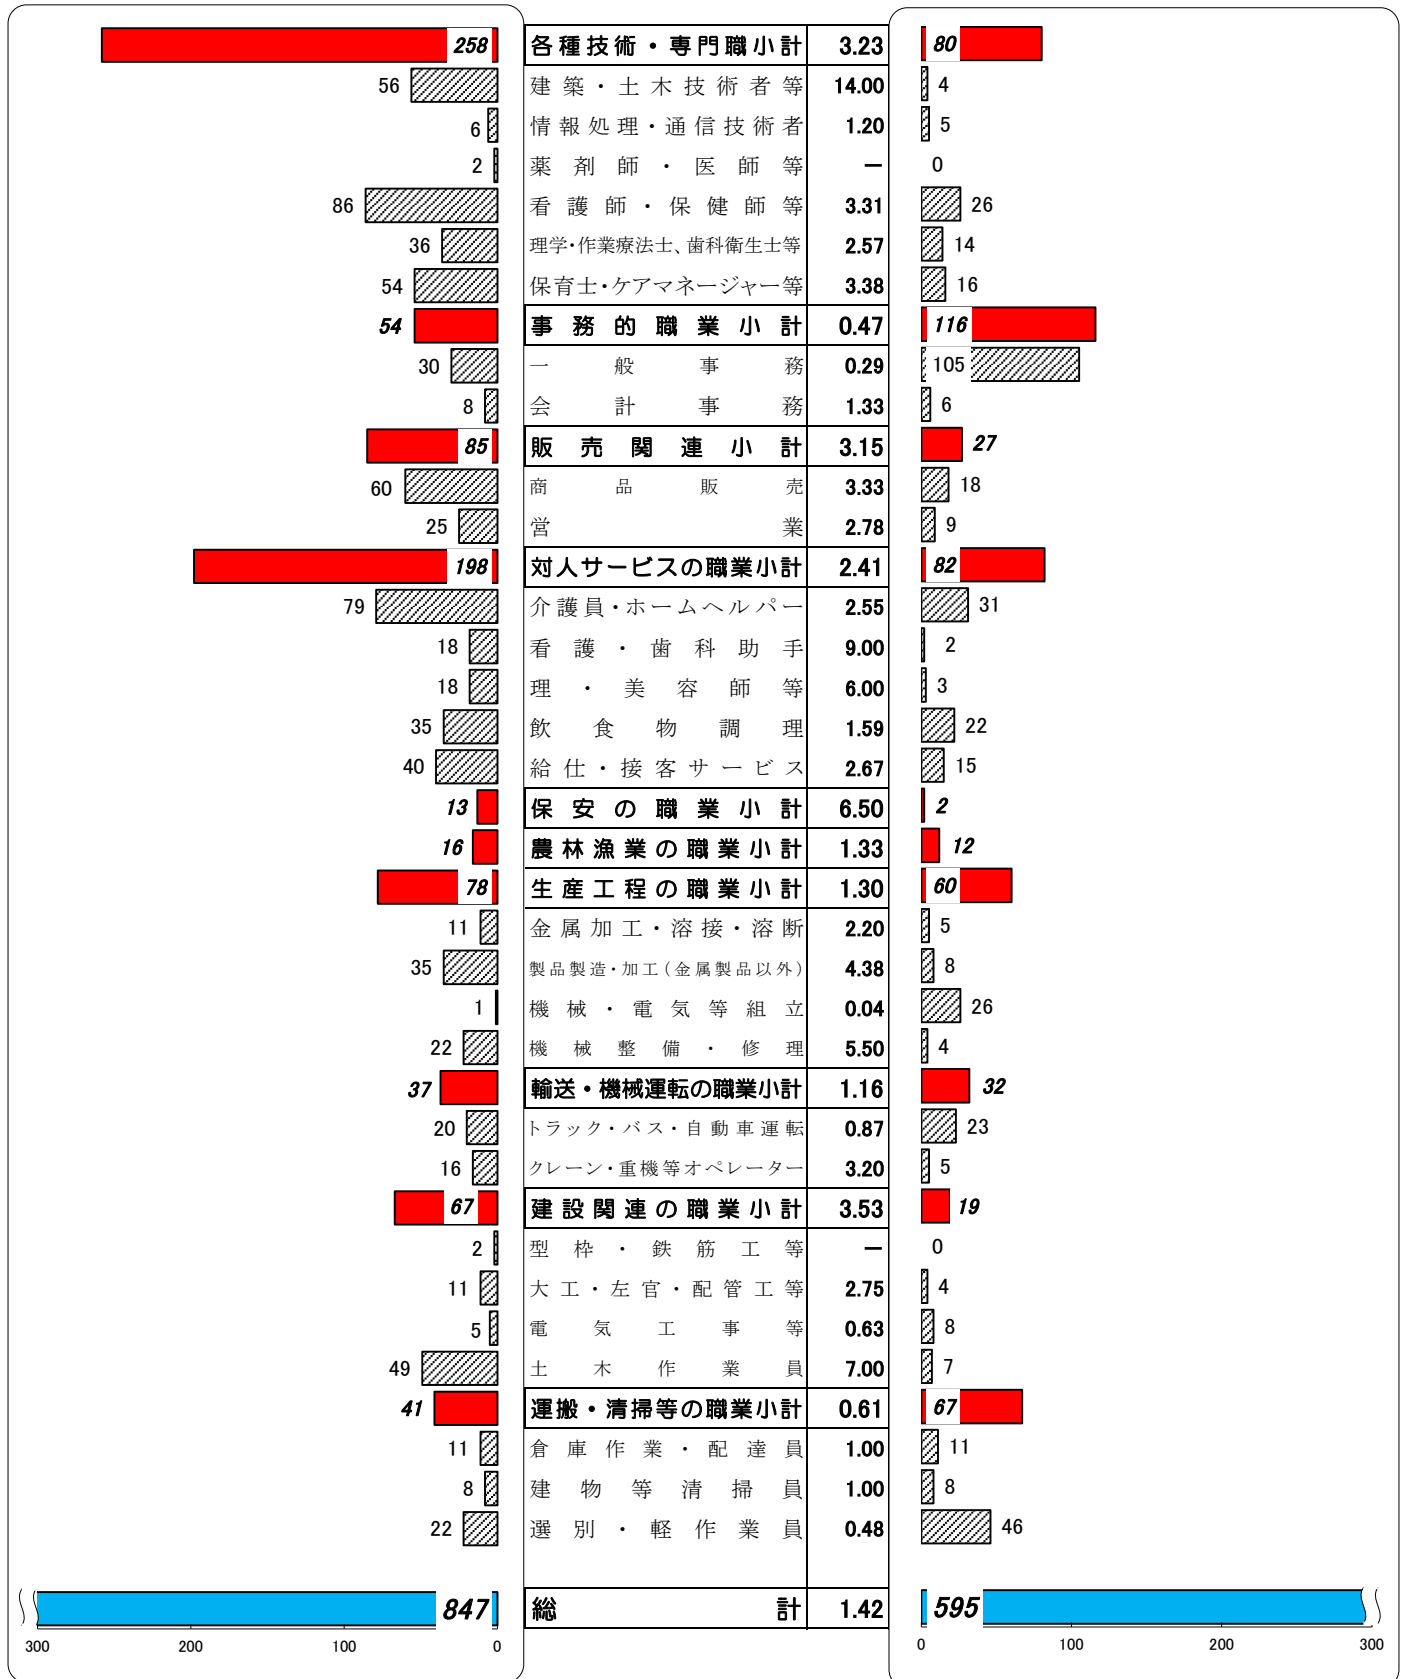 258 各種技術・専門職小計 3.23 80
56 建築・土木技術者等 14.00 4
6 情報処理・通信技術者 1.20 5
2 薬剤師・医師等 － 0
86 看護師・保健師等 3.31 26
36 理学・作業療法士、歯科衛生士等 2.57 14
54 保育士・ケアマネージャー等 3.38 16
54 事務的職業小計 0.47 116
30 一般事務 0.29 105
8 会計事務 1.33 6
85 販売関連小計 3.15 27
60 商品販売 3.33 18
25 営業 2.78 9
198 対人サービスの職業小計 2.41 82
79 介護員・ホームヘルパー 2.55 31
18 看護・歯科助手 9.00 2
18 理・美容師等 6.00 3
35 飲食物調理 1.59 22
40 給仕・接客サービス 2.67 15
13 保安の職業小計 6.50 2
16 農林漁業の職業小計 1.33 12
78 生産工程の職業小計 1.30 60
11 金属加工・溶接・溶断 2.20 5
35 製品製造・加工(金属製品以外) 4.38 8
1 機械・電気等組立 0.04 26
22 機械整備・修理 5.50 4
37 輸送・機械運転の職業小計 1.16 32
20 トラック・バス・自動車運転 0.87 23
16 クレーン・重機等オペレーター 3.20 5
67 建設関連の職業小計 3.53 19
2 型枠・鉄筋工等 － 0
11 大工・左官・配管工等 2.75 4
5 電気工事等 0.63 8
49 土木作業員 7.00 7
41 運搬・清掃等の職業小計 0.61 67
11 倉庫作業・配達員 1.00 11
8 建物等清掃員 1.00 8
22 選別・軽作業員 0.48 46
847 総計 1.42 595
300 200 100 0 0 100 200 300